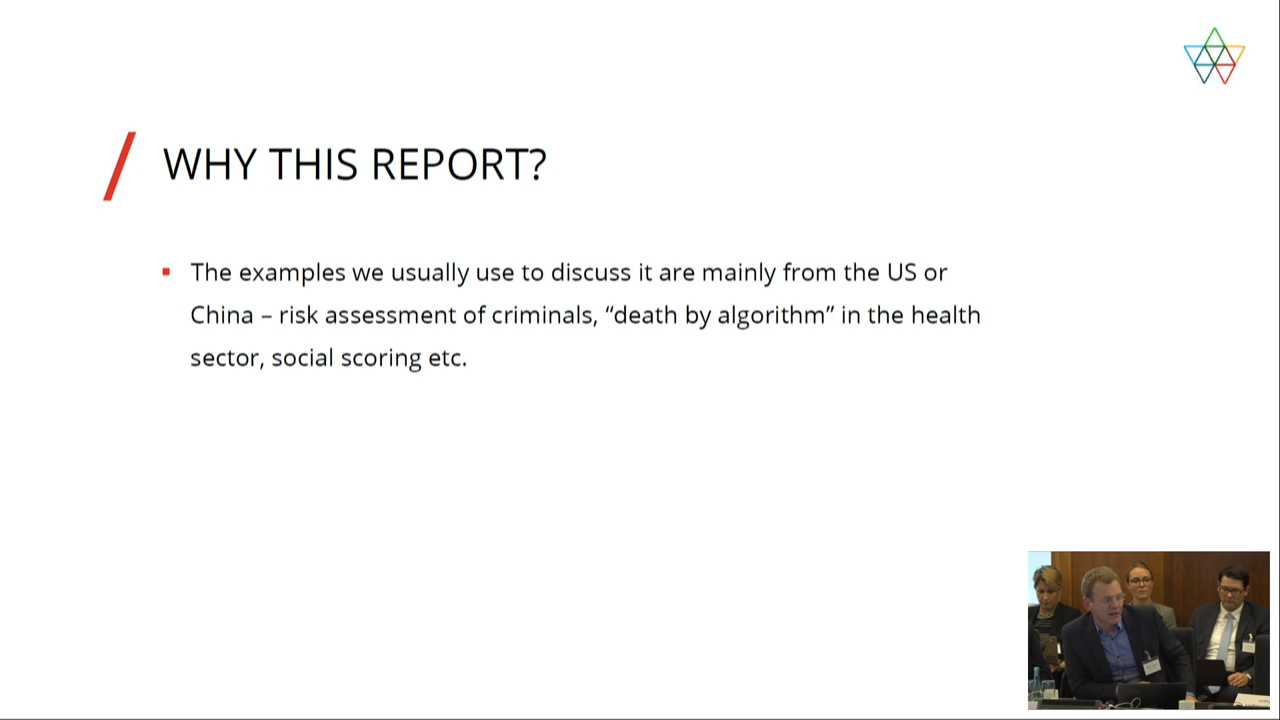 WHY THIS REPORT?
The examples we usually use to discuss it are mainly from the US or
China – risk assessment of criminals, “death by algorithm” in the health
sector, social scoring etc.